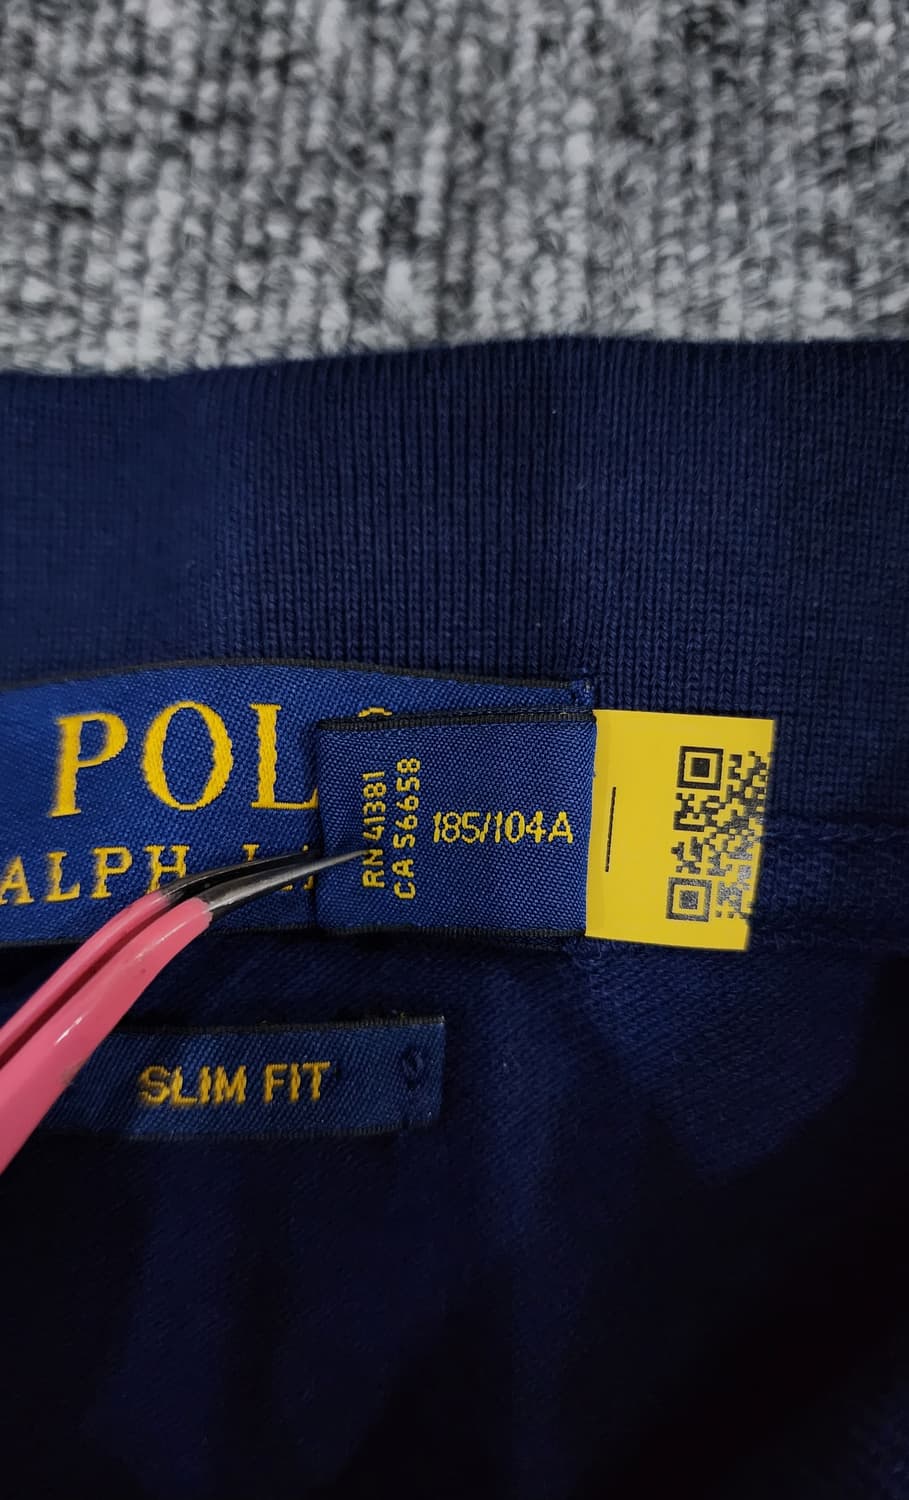 POL
ALPH
RN 41381
CA 56658
185/104A
SLIM FIT